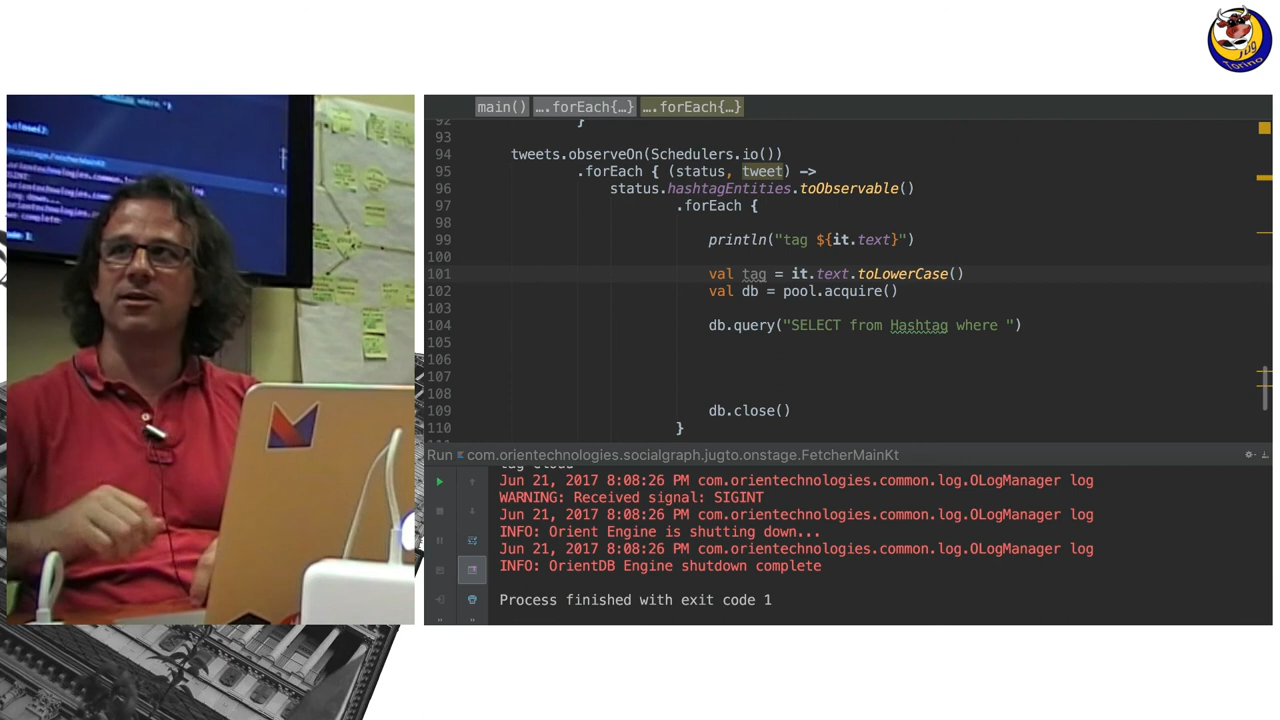 JUG
Torino
where ")
main() ….forEach{…} ….forEach{…}
92 }
93
94 tweets.observeOn(Schedulers.io())
95 .forEach { (status, tweet) ->
96 status.hashtagEntities.toObservable()
97 .forEach {
98
99 println("tag ${it.text}")
100
101 val tag = it.text.toLowerCase()
102 val db = pool.acquire()
103
104 db.query("SELECT from Hashtag where ")
105
106
107
108
109 db.close()
110 }
Run com.orientechnologies.socialgraph.jugto.onstage.FetcherMainKt
tag cloud
Jun 21, 2017 8:08:26 PM com.orientechnologies.common.log.OLogManager log
WARNING: Received signal: SIGINT
Jun 21, 2017 8:08:26 PM com.orientechnologies.common.log.OLogManager log
INFO: Orient Engine is shutting down...
Jun 21, 2017 8:08:26 PM com.orientechnologies.common.log.OLogManager log
INFO: OrientDB Engine shutdown complete
Process finished with exit code 1